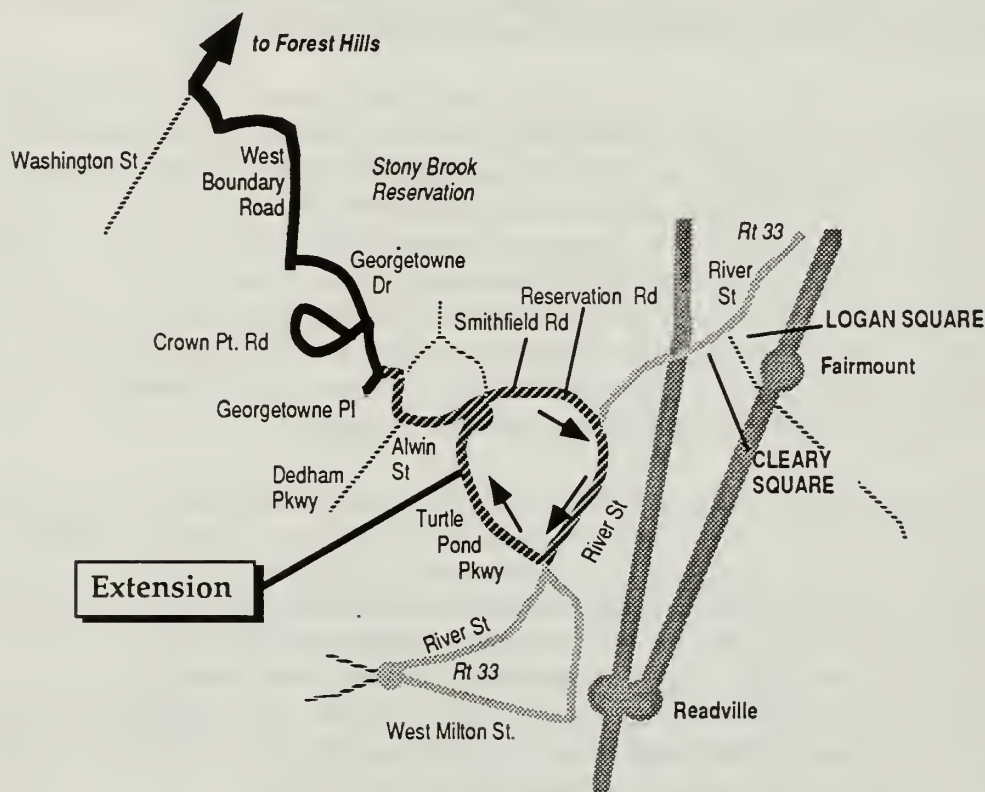 to Forest Hills
Washington St
West
Boundary
Road
Stony Brook
Reservation
Rt 33
River
St
Georgetowne
Dr
Reservation Rd
Smithfield Rd
LOGAN SQUARE
Crown Pt. Rd
Fairmount
Georgetowne Pl
Alwin
St
CLEARY
SQUARE
Dedham
Pkwy
River St
Turtle
Pond
Pkwy
Extension
River St
Rt 33
Readville
West Milton St.